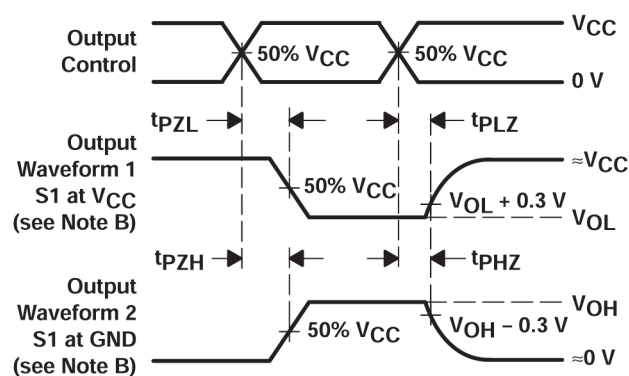 Output
Control
50% VCC
50% VCC
VCC
0 V
tPZL
tPLZ
Output
Waveform 1
S1 at VCC
(see Note B)
50% VCC
≈VCC
VOL + 0.3 V
VOL
tPZH
tPHZ
Output
Waveform 2
S1 at GND
(see Note B)
50% VCC
VOH
VOH − 0.3 V
≈0 V